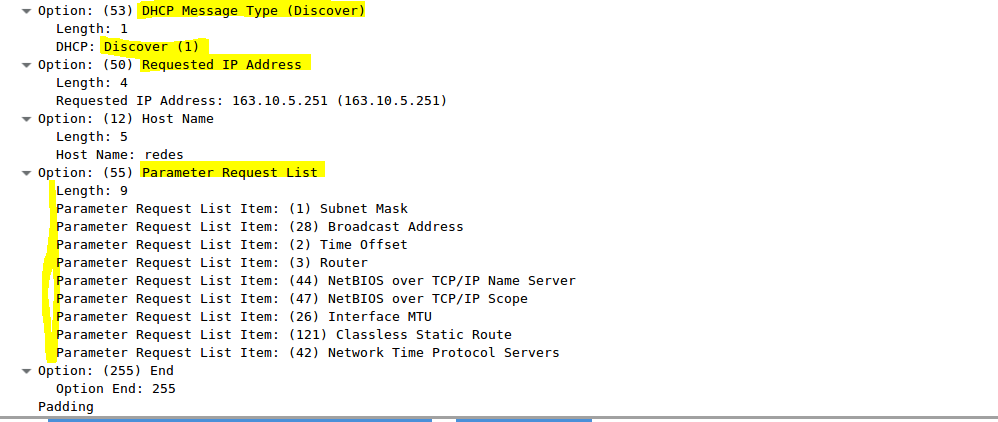 Option: (53) DHCP Message Type (Discover)
Length: 1
DHCP: Discover (1)
Option: (50) Requested IP Address
Length: 4
Requested IP Address: 163.10.5.251 (163.10.5.251)
Option: (12) Host Name
Length: 5
Host Name: redes
Option: (55) Parameter Request List
Length: 9
Parameter Request List Item: (1) Subnet Mask
Parameter Request List Item: (28) Broadcast Address
Parameter Request List Item: (2) Time Offset
Parameter Request List Item: (3) Router
Parameter Request List Item: (44) NetBIOS over TCP/IP Name Server
Parameter Request List Item: (47) NetBIOS over TCP/IP Scope
Parameter Request List Item: (26) Interface MTU
Parameter Request List Item: (121) Classless Static Route
Parameter Request List Item: (42) Network Time Protocol Servers
Option: (255) End
Option End: 255
Padding